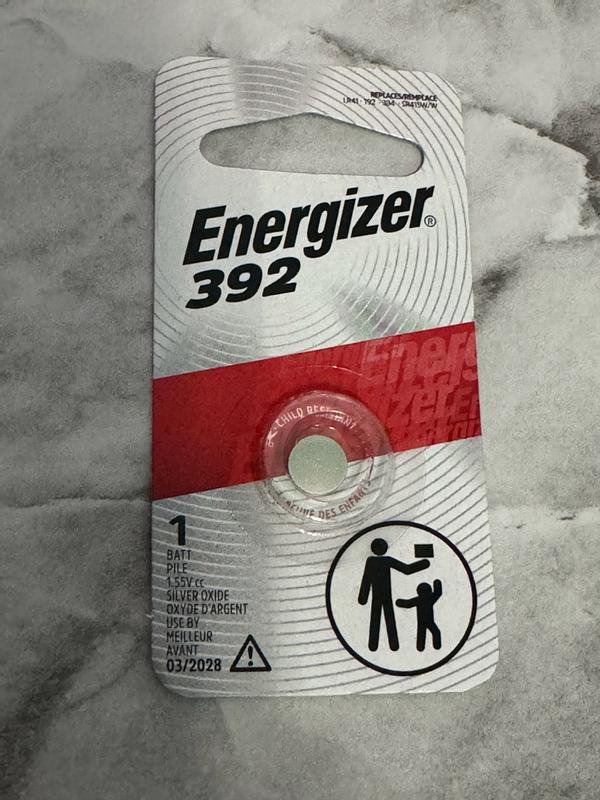 REPLACES/REMPLACE
LR41 · 192 · 384 · SR41SW/W
Energizer®
392
CHILD RESISTANT
DES ENFANTS
1
BATT
PILE
1.55V cc
SILVER OXIDE
OXYDE D'ARGENT
USE BY
MEILLEUR
AVANT
03/2028